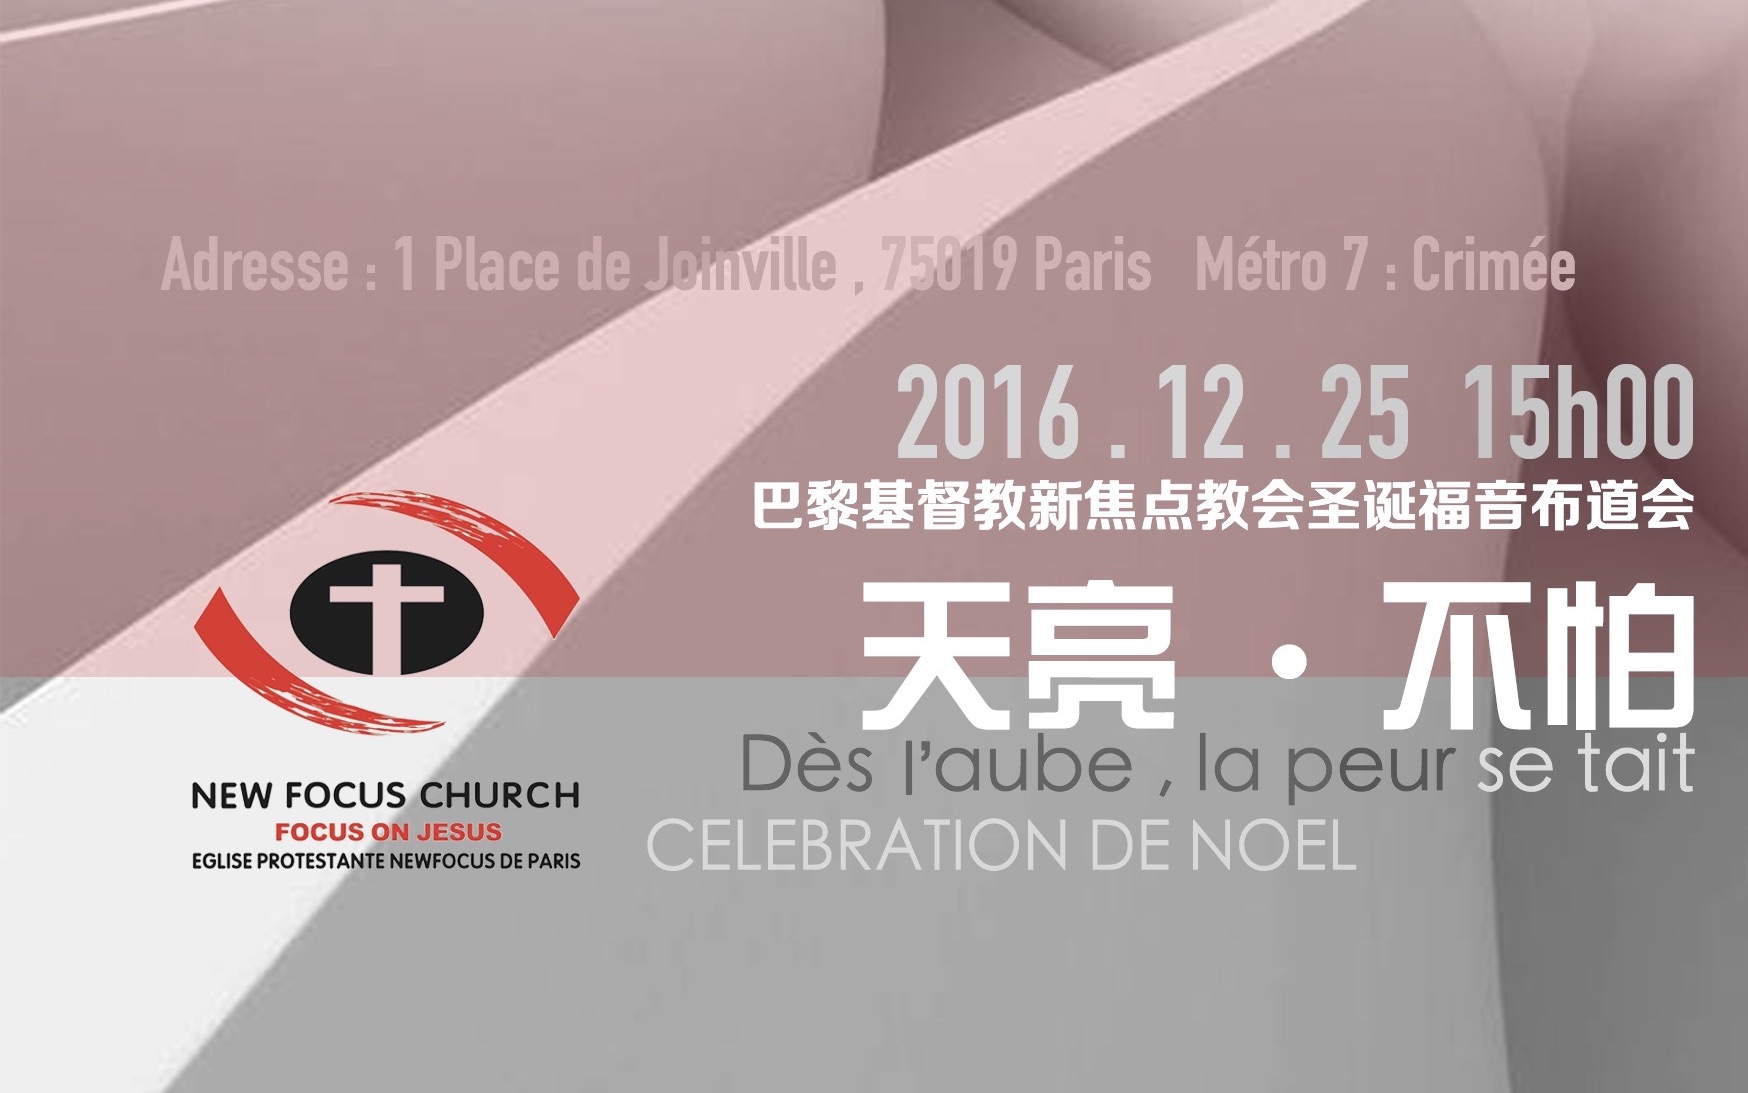 Adresse : 1 Place de Joinville , 75019 Paris Métro 7 : Crimée
2016 . 12 . 25 15h00
巴黎基督教新焦点教会圣诞福音布道会
天亮 · 不怕
Dès l'aube , la peur se tait
CELEBRATION DE NOEL
NEW FOCUS CHURCH
FOCUS ON JESUS
EGLISE PROTESTANTE NEWFOCUS DE PARIS